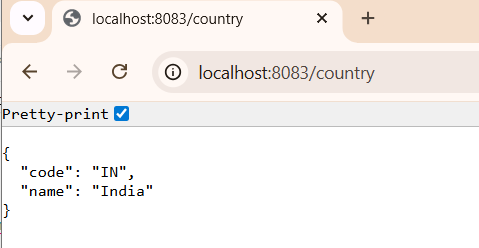 localhost:8083/country
localhost:8083/country
Pretty-print
{
"code": "IN",
"name": "India"
}